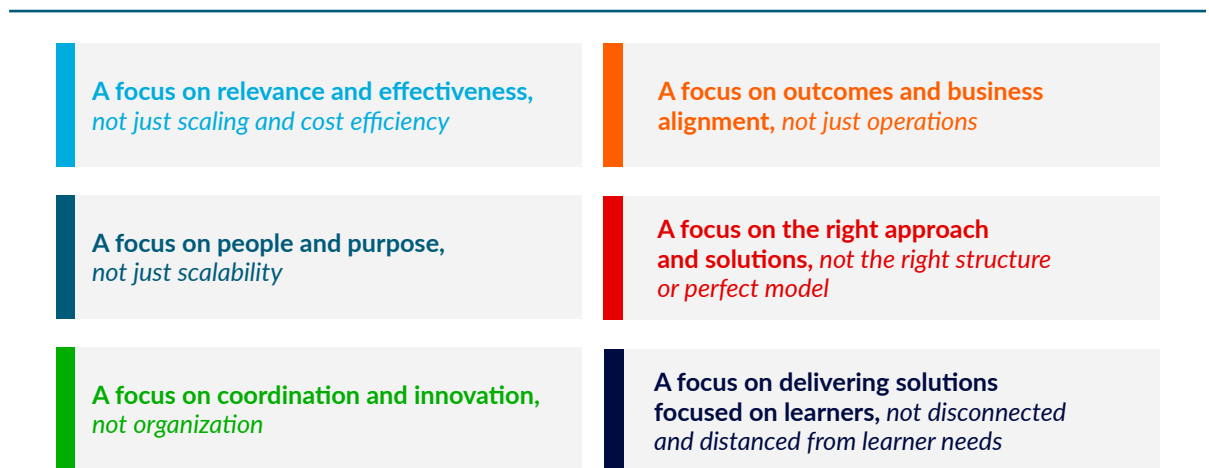 A focus on relevance and effectiveness,
not just scaling and cost efficiency
A focus on outcomes and business
alignment, not just operations
A focus on people and purpose,
not just scalability
A focus on the right approach
and solutions, not the right structure
or perfect model
A focus on coordination and innovation,
not organization
A focus on delivering solutions
focused on learners, not disconnected
and distanced from learner needs